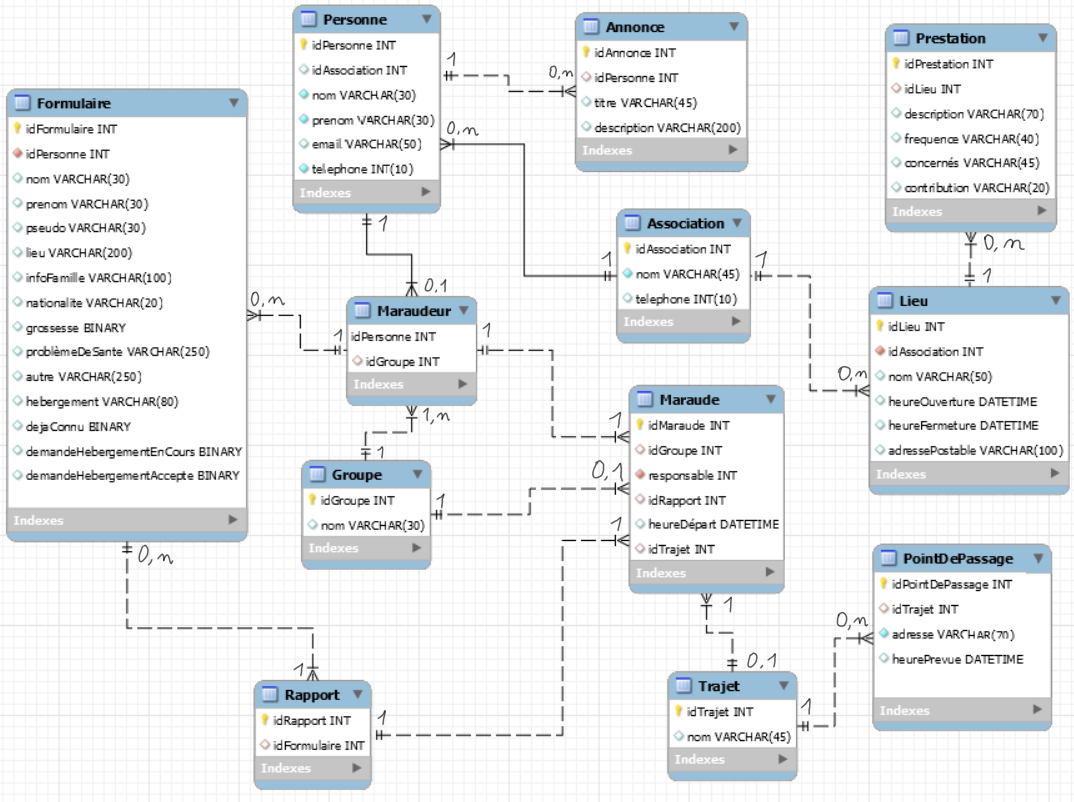 Personne
idPersonne INT
idAssociation INT
nom VARCHAR(30)
prenom VARCHAR(30)
email VARCHAR(50)
telephone INT(10)
Indexes
Annonce
idAnnonce INT
idPersonne INT
titre VARCHAR(45)
description VARCHAR(200)
Indexes
Prestation
idPrestation INT
idLieu INT
description VARCHAR(70)
frequence VARCHAR(40)
concernés VARCHAR(45)
contribution VARCHAR(20)
Indexes
Formulaire
idFormulaire INT
idPersonne INT
nom VARCHAR(30)
prenom VARCHAR(30)
pseudo VARCHAR(30)
lieu VARCHAR(200)
infoFamille VARCHAR(100)
nationalite VARCHAR(20)
grossesse BINARY
problèmeDeSante VARCHAR(250)
autre VARCHAR(250)
hebergement VARCHAR(80)
dejaConnu BINARY
demandeHebergementEnCours BINARY
demandeHebergementAccepte BINARY
Indexes
Association
idAssociation INT
nom VARCHAR(45)
telephone INT(10)
Indexes
Lieu
idLieu INT
idAssociation INT
nom VARCHAR(50)
heureOuverture DATETIME
heureFermeture DATETIME
adressePostable VARCHAR(100)
Indexes
Maraudeur
idPersonne INT
idGroupe INT
Indexes
Maraude
idMaraude INT
idGroupe INT
responsable INT
idRapport INT
heureDépart DATETIME
idTrajet INT
Indexes
Groupe
idGroupe INT
nom VARCHAR(30)
Indexes
PointDePassage
idPointDePassage INT
idTrajet INT
adresse VARCHAR(70)
heurePrevue DATETIME
Indexes
Rapport
idRapport INT
idFormulaire INT
Indexes
Trajet
idTrajet INT
nom VARCHAR(45)
Indexes
1
0,n
0,n
1
1
0,n
0,n
1
1
0,1
0,n
1
1
1
1,n
1
1
0,1
1
1
0,n
1
1
0,1
1
0,n